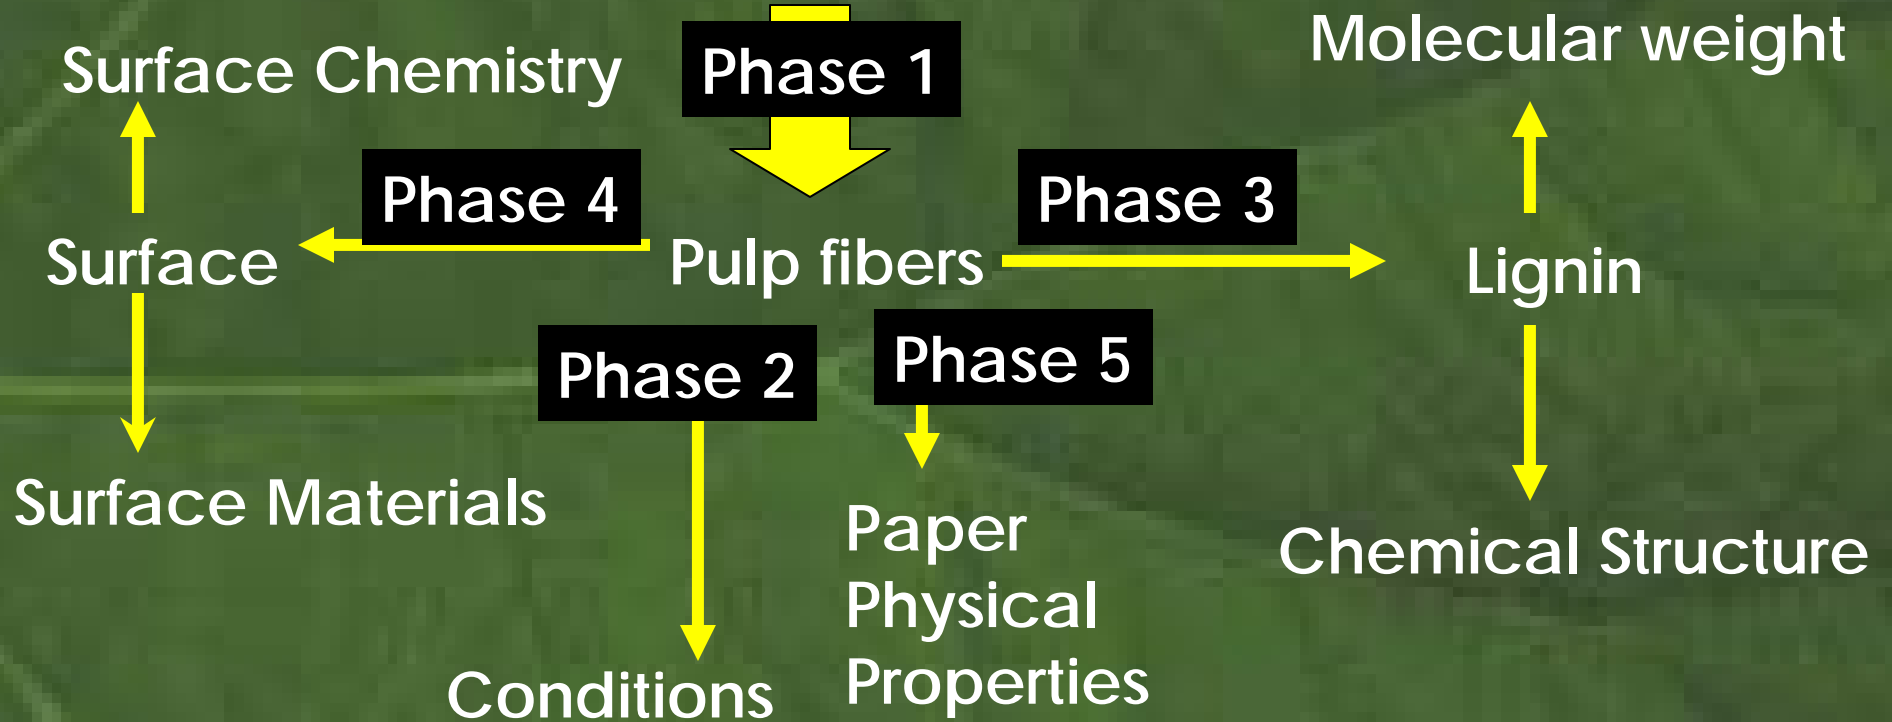 Surface Chemistry
Phase 1
Molecular weight
Phase 4
Phase 3
Surface
Pulp fibers
Lignin
Phase 2
Phase 5
Surface Materials
Paper
Physical
Properties
Chemical Structure
Conditions